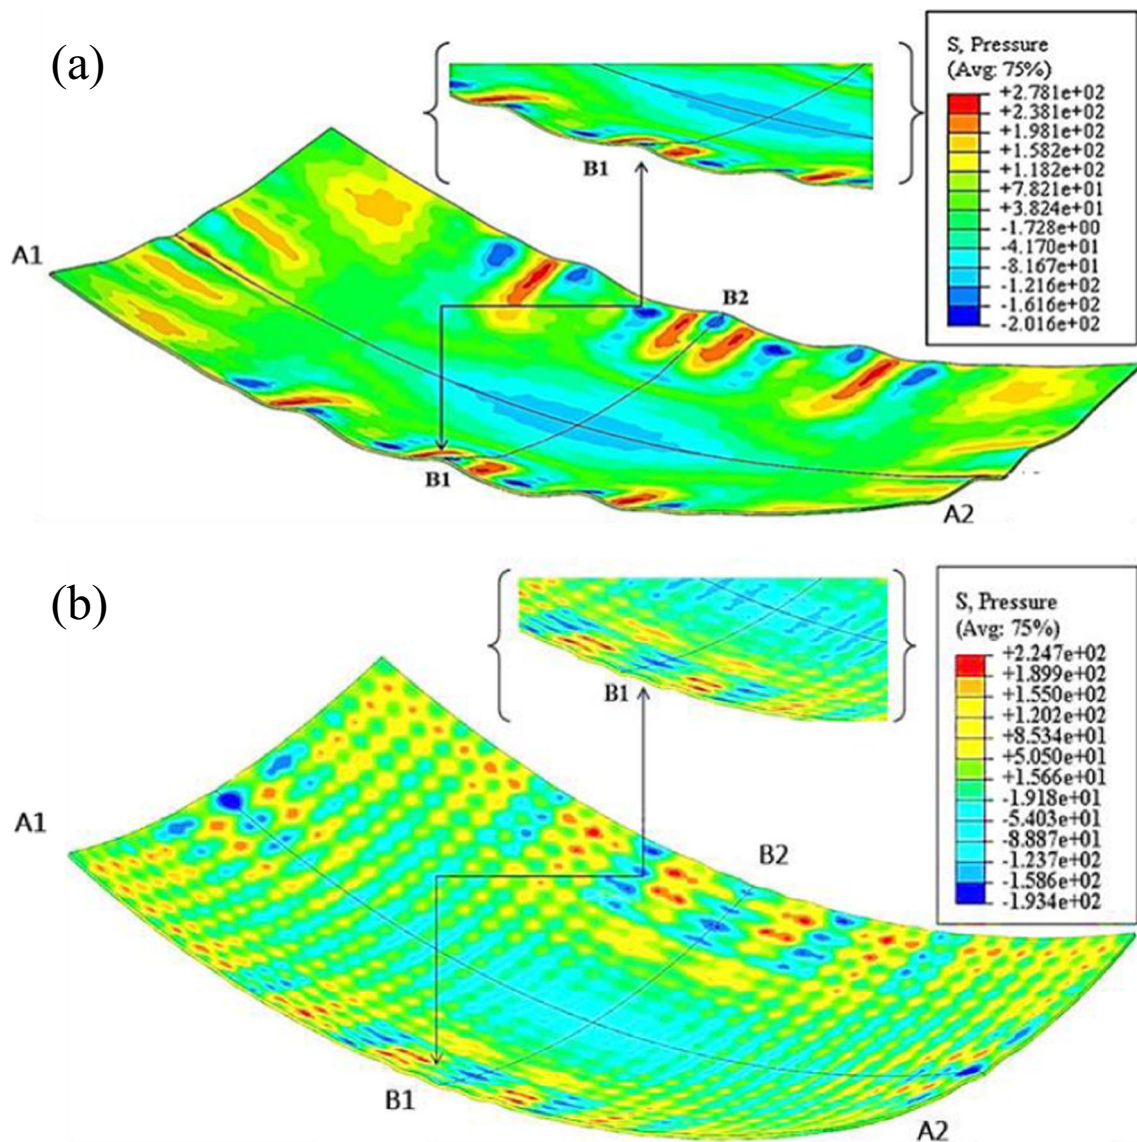 (a)
S, Pressure
(Avg: 75%)
+2.781e+02
+2.381e+02
+1.981e+02
+1.582e+02
+1.182e+02
+7.821e+01
+3.824e+01
-1.728e+00
-4.170e+01
-8.167e+01
-1.216e+02
-1.616e+02
-2.016e+02
B1
A1
B2
B1
A2
(b)
S, Pressure
(Avg: 75%)
+2.247e+02
+1.899e+02
+1.550e+02
+1.202e+02
+8.534e+01
+5.050e+01
+1.566e+01
-1.918e+01
-5.403e+01
-8.887e+01
-1.237e+02
-1.586e+02
-1.934e+02
B1
A1
B2
B1
A2